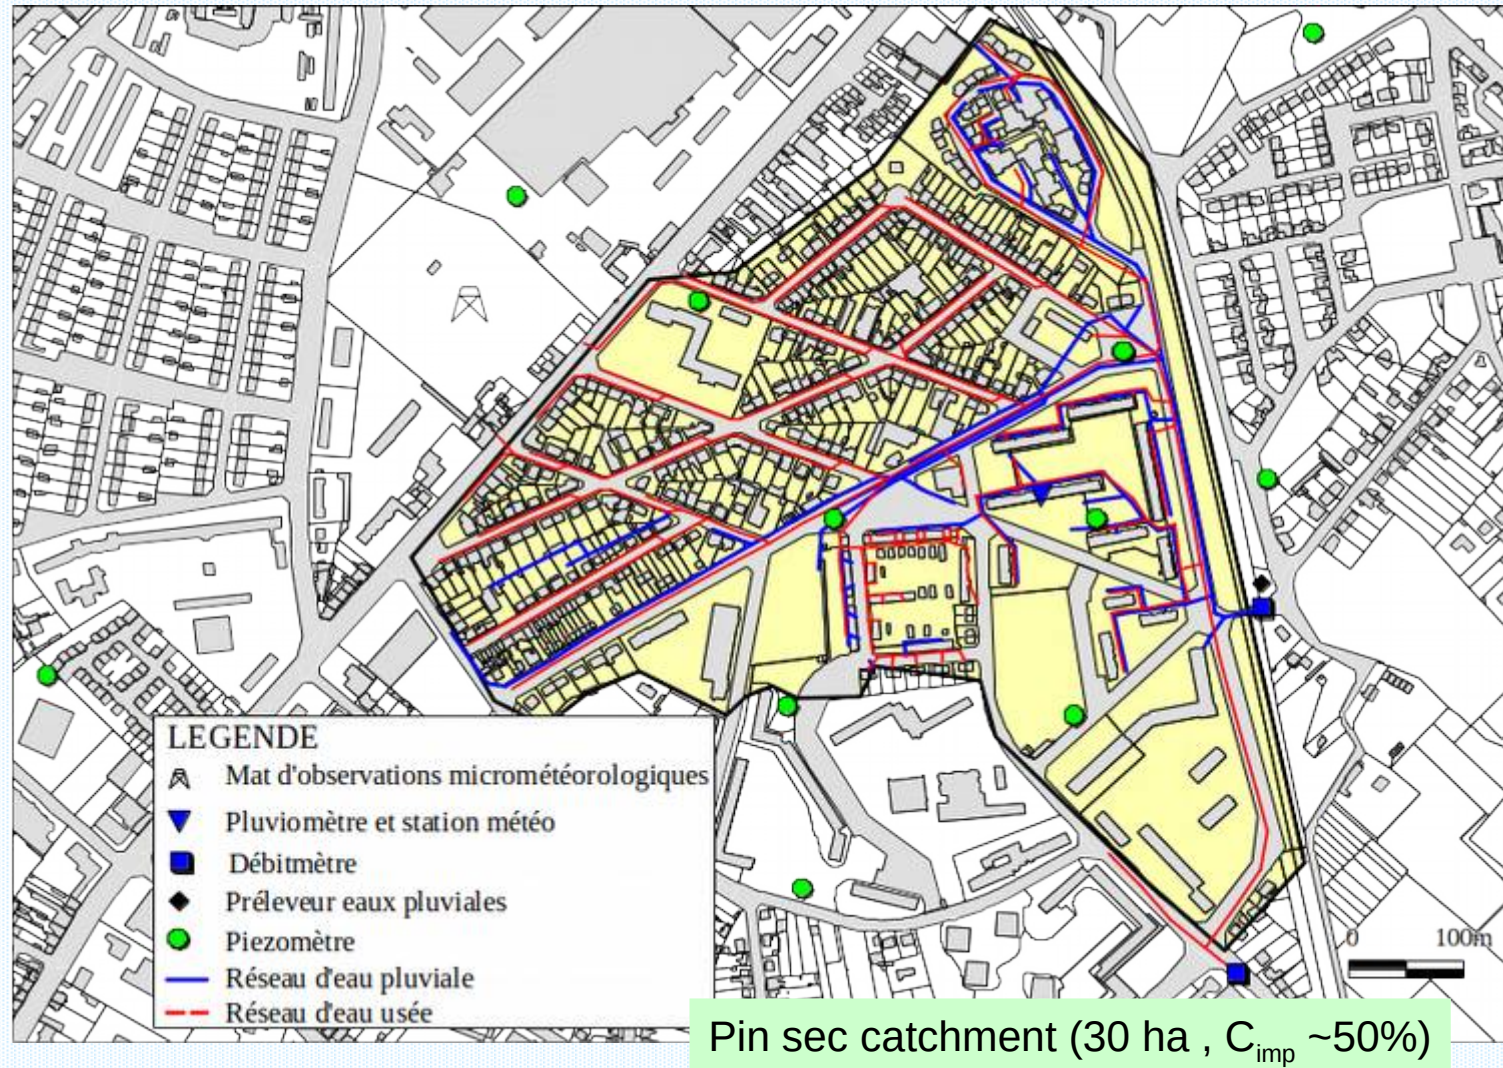 LEGENDE
Mat d'observations micrométéorologiques
Pluviomètre et station météo
Débitmètre
Préleveur eaux pluviales
Piezomètre
Réseau d'eau pluviale
Réseau d'eau usée
0 100m
Pin sec catchment (30 ha , Cimp ~50%)